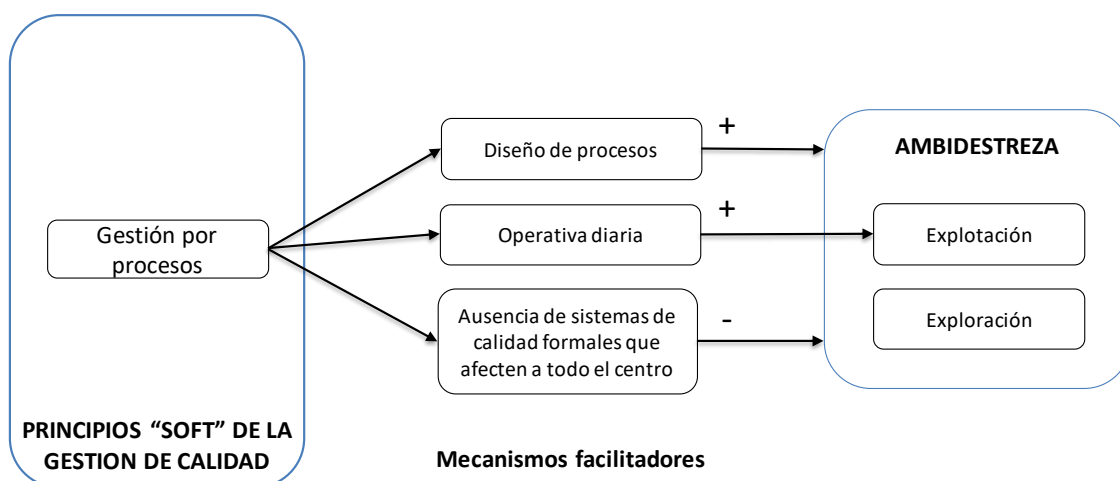 Gestión por
procesos
PRINCIPIOS “SOFT” DE LA
GESTION DE CALIDAD
Diseño de procesos
Operativa diaria
Ausencia de sistemas de
calidad formales que
afecten a todo el centro
Mecanismos facilitadores
+
+
-
AMBIDESTREZA
Explotación
Exploración